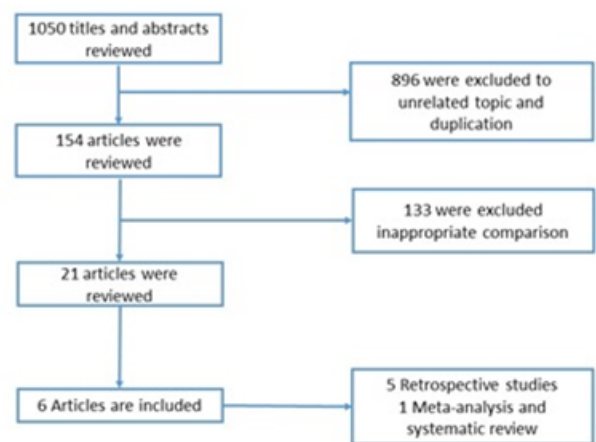 1050 titles and abstracts
reviewed
896 were excluded to
unrelated topic and
duplication
154 articles were
reviewed
133 were excluded
inappropriate comparison
21 articles were
reviewed
6 Articles are included
5 Retrospective studies
1 Meta-analysis and
systematic review